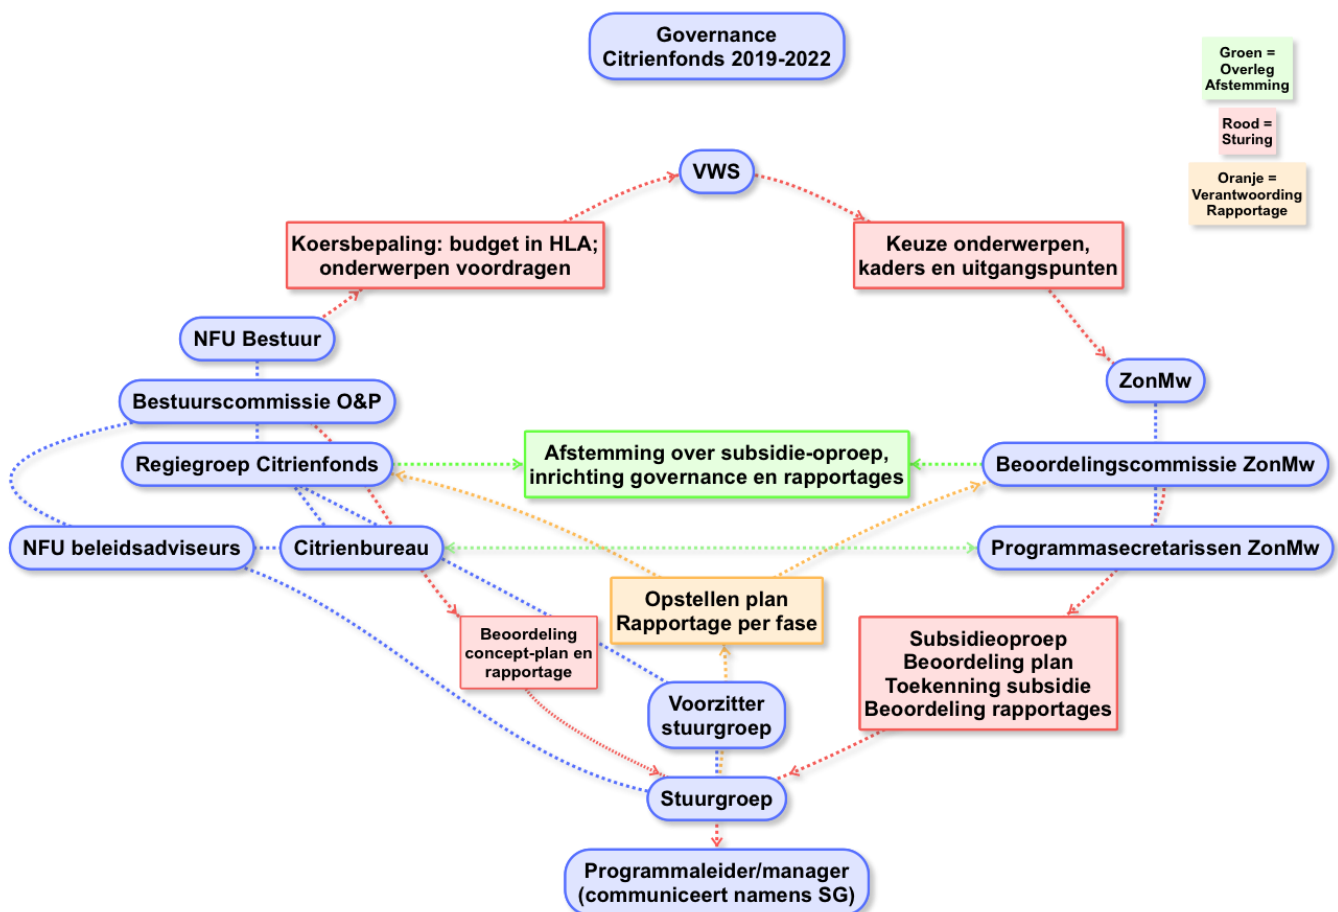 Governance
Citrienfonds 2019-2022
Groen =
Overleg
Afstemming
Rood =
Sturing
Oranje =
Verantwoording
Rapportage
VWS
Koersbepaling: budget in HLA;
onderwerpen voordragen
Keuze onderwerpen,
kaders en uitgangspunten
NFU Bestuur
ZonMw
Bestuurscommissie O&P
Regiegroep Citrienfonds
Afstemming over subsidie-oproep,
inrichting governance en rapportages
Beoordelingscommissie ZonMw
NFU beleidsadviseurs
Citrienbureau
Programmasecretarissen ZonMw
Opstellen plan
Rapportage per fase
Beoordeling
concept-plan en
rapportage
Subsidieoproep
Beoordeling plan
Toekenning subsidie
Beoordeling rapportages
Voorzitter
stuurgroep
Stuurgroep
Programmaleider/manager
(communiceert namens SG)